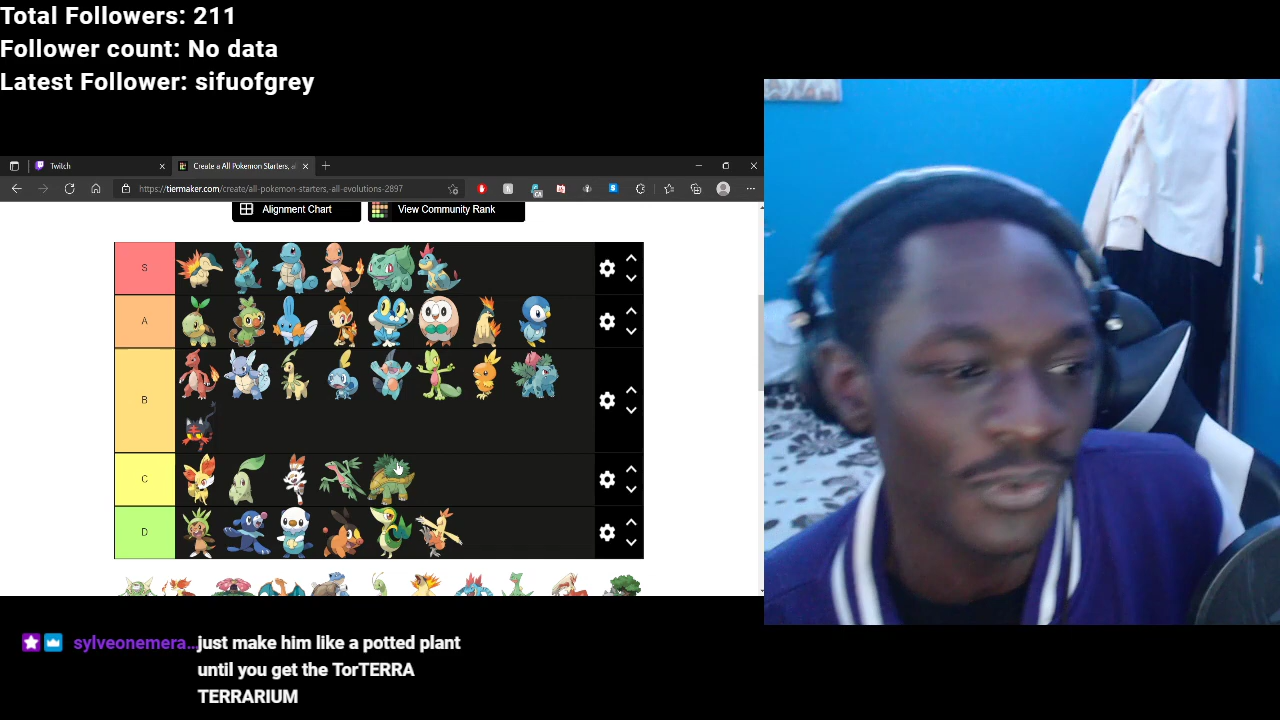 Total Followers: 211
Follower count: No data
Latest Follower: sifuofgrey
Twitch
Create a All Pokemon Starters, al
https://tiermaker.com/create/all-pokemon-starters,-all-evolutions-2897
Alignment Chart
View Community Rank
S
A
B
C
D
sylveonemera... just make him like a potted plant
until you get the TorTERRA
TERRARIUM